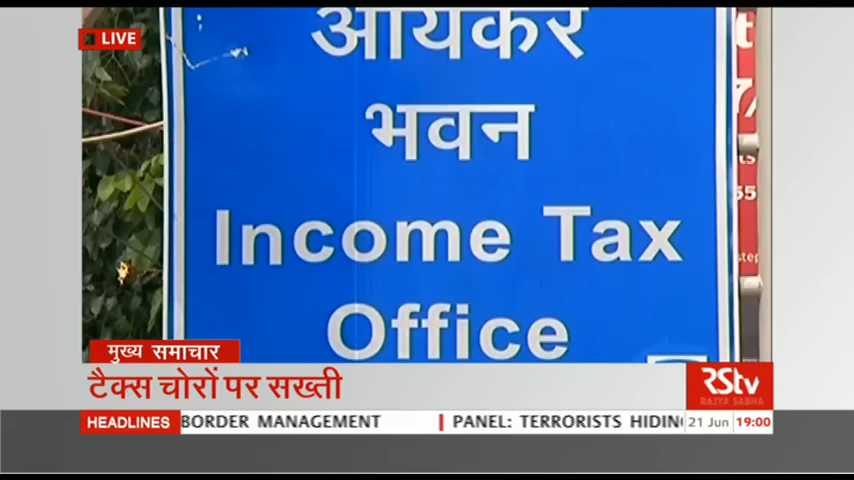 LIVE
आयकर
भवन
Income Tax
Office
मुख्य समाचार
टैक्स चोरों पर सख्ती
RStv
RAJYA SABHA
HEADLINES
BORDER MANAGEMENT
PANEL: TERRORISTS HIDING
21 Jun
19:00